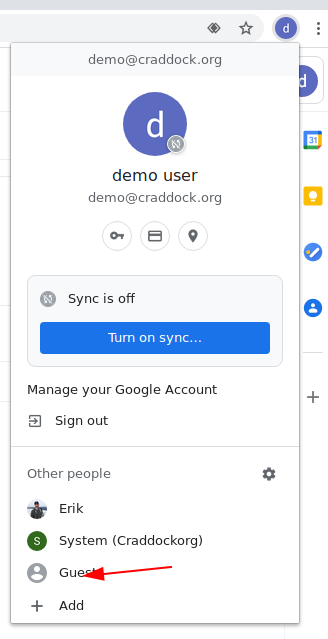 d
demo@craddock.org
d
d
31
demo user
demo@craddock.org
Sync is off
Turn on sync...
Manage your Google Account
Sign out
Other people
Erik
S
System (Craddockorg)
Guest
Add